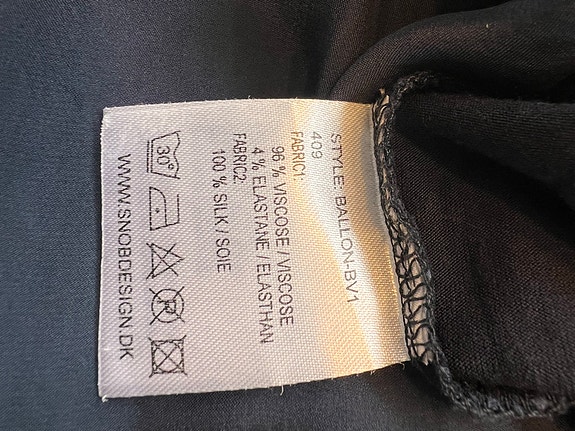 STYLE: BALLON-BV1
409
FABRIC1:
96 % VISCOSE / VISCOSE
4 % ELASTANE / ELASTHAN
FABRIC2:
100 % SILK / SOIE
30°
WWW.SNOBDESIGN.DK